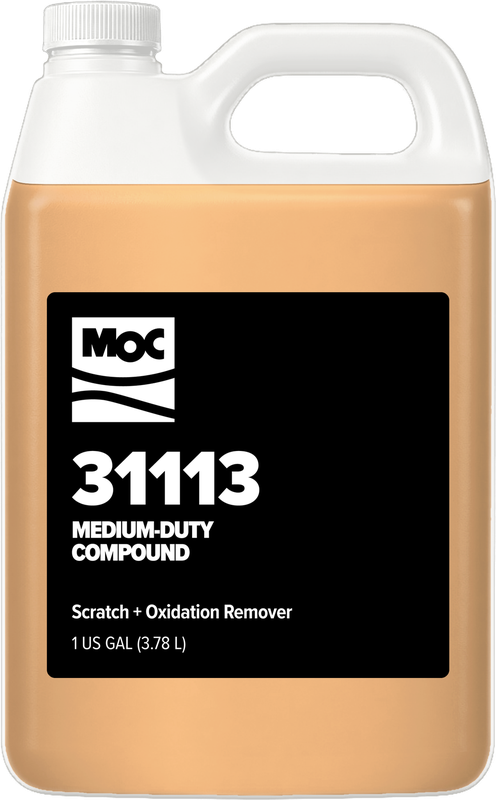 MOC
31113
MEDIUM-DUTY
COMPOUND
Scratch + Oxidation Remover
1 US GAL (3.78 L)